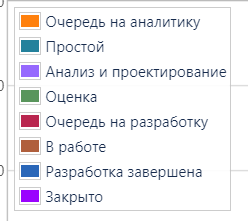 Очередь на аналитику
Простой
Анализ и проектирование
Оценка
Очередь на разработку
В работе
Разработка завершена
Закрыто